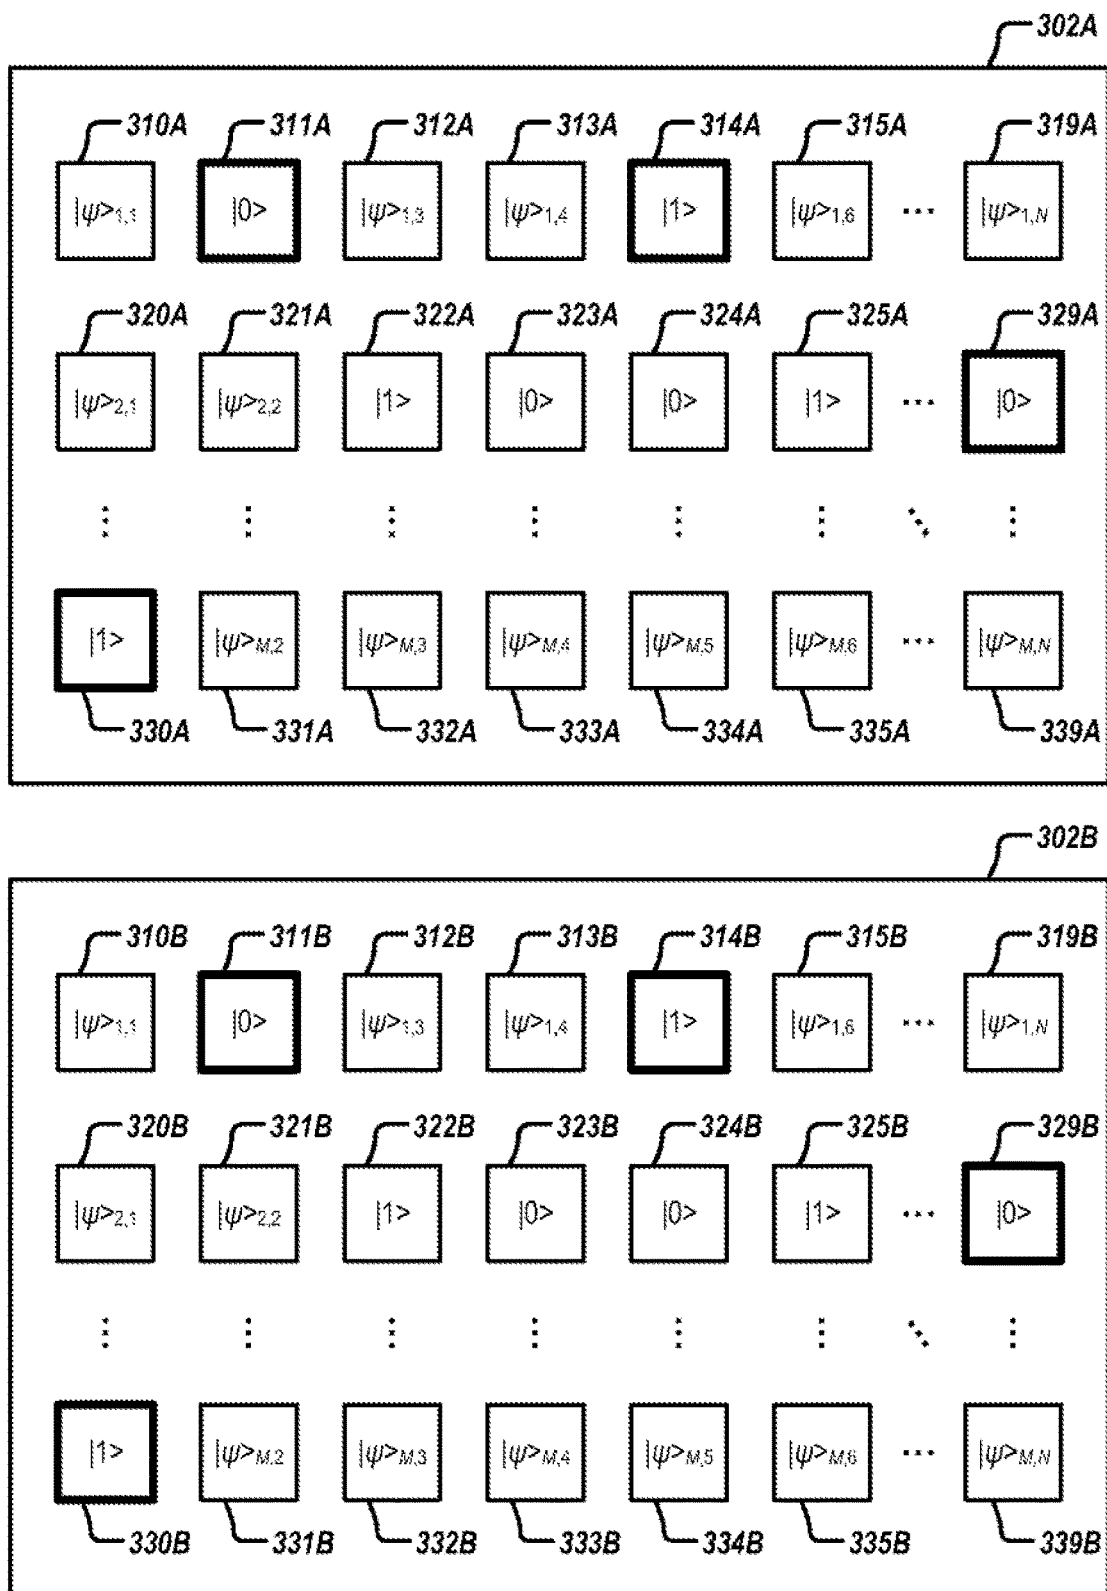 302A
310A 311A 312A 313A 314A 315A 319A
|ψ>1,1 |0> |ψ>1,3 |ψ>1,4 |1> |ψ>1,6 ... |ψ>1,N
320A 321A 322A 323A 324A 325A 329A
|ψ>2,1 |ψ>2,2 |1> |0> |0> |1> ... |0>
|1> |ψ>M,2 |ψ>M,3 |ψ>M,4 |ψ>M,5 |ψ>M,6 ... |ψ>M,N
330A 331A 332A 333A 334A 335A 339A
302B
310B 311B 312B 313B 314B 315B 319B
|ψ>1,1 |0> |ψ>1,3 |ψ>1,4 |1> |ψ>1,6 ... |ψ>1,N
320B 321B 322B 323B 324B 325B 329B
|ψ>2,1 |ψ>2,2 |1> |0> |0> |1> ... |0>
|1> |ψ>M,2 |ψ>M,3 |ψ>M,4 |ψ>M,5 |ψ>M,6 ... |ψ>M,N
330B 331B 332B 333B 334B 335B 339B